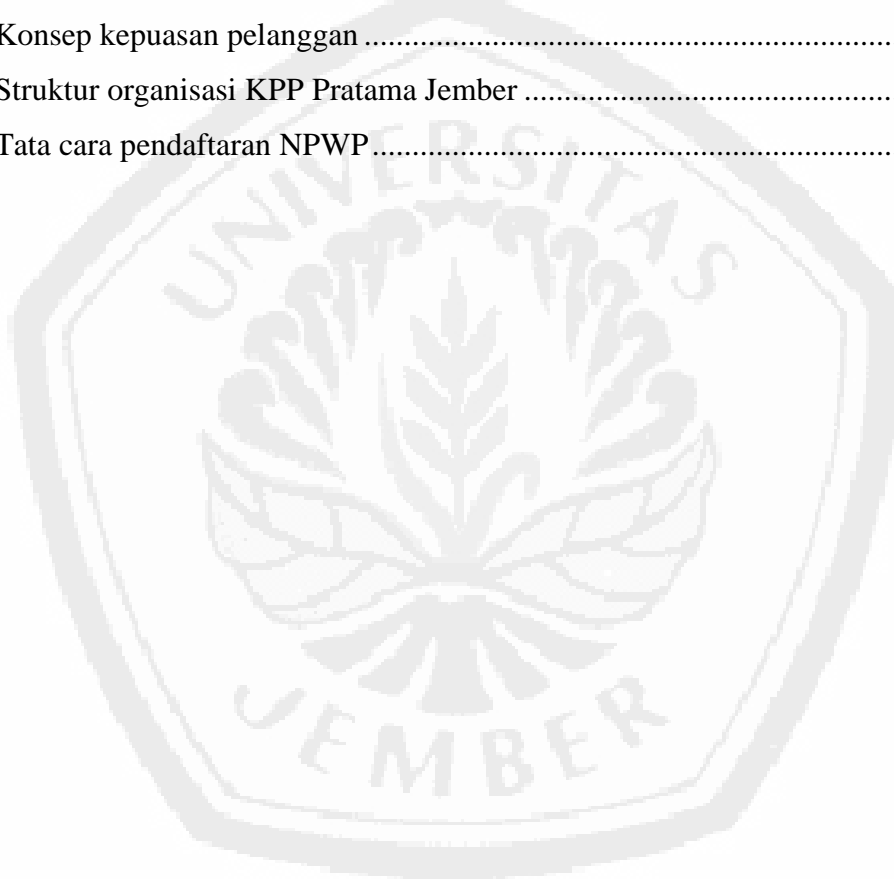 Konsep kepuasan pelanggan ....................................................................
Struktur organisasi KPP Pratama Jember ...............................................
Tata cara pendaftaran NPWP...................................................................
UNIVERSITAS
JEMBER